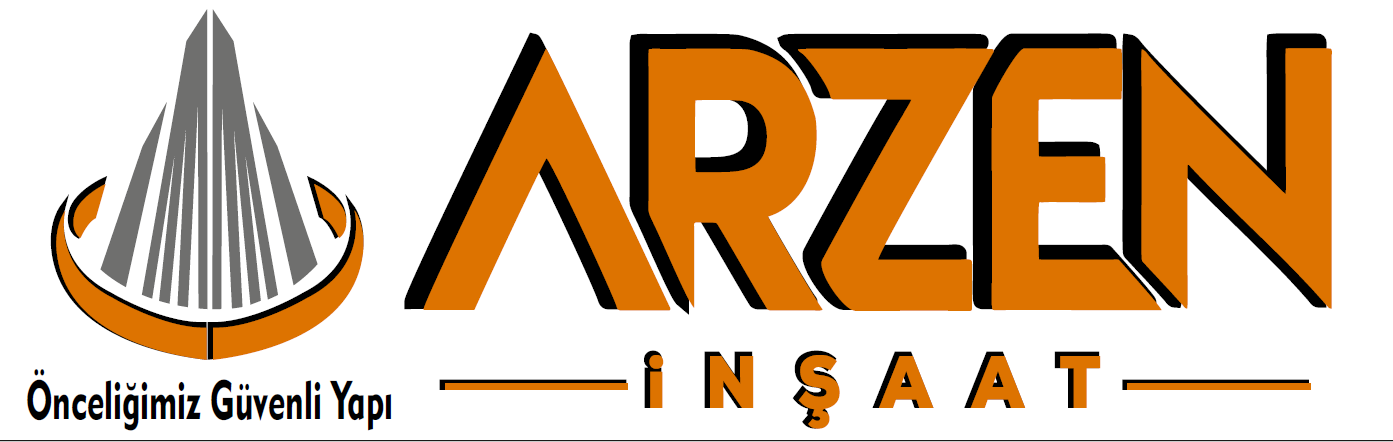 ARZEN
İNŞAAT
Önceliğimiz Güvenli Yapı